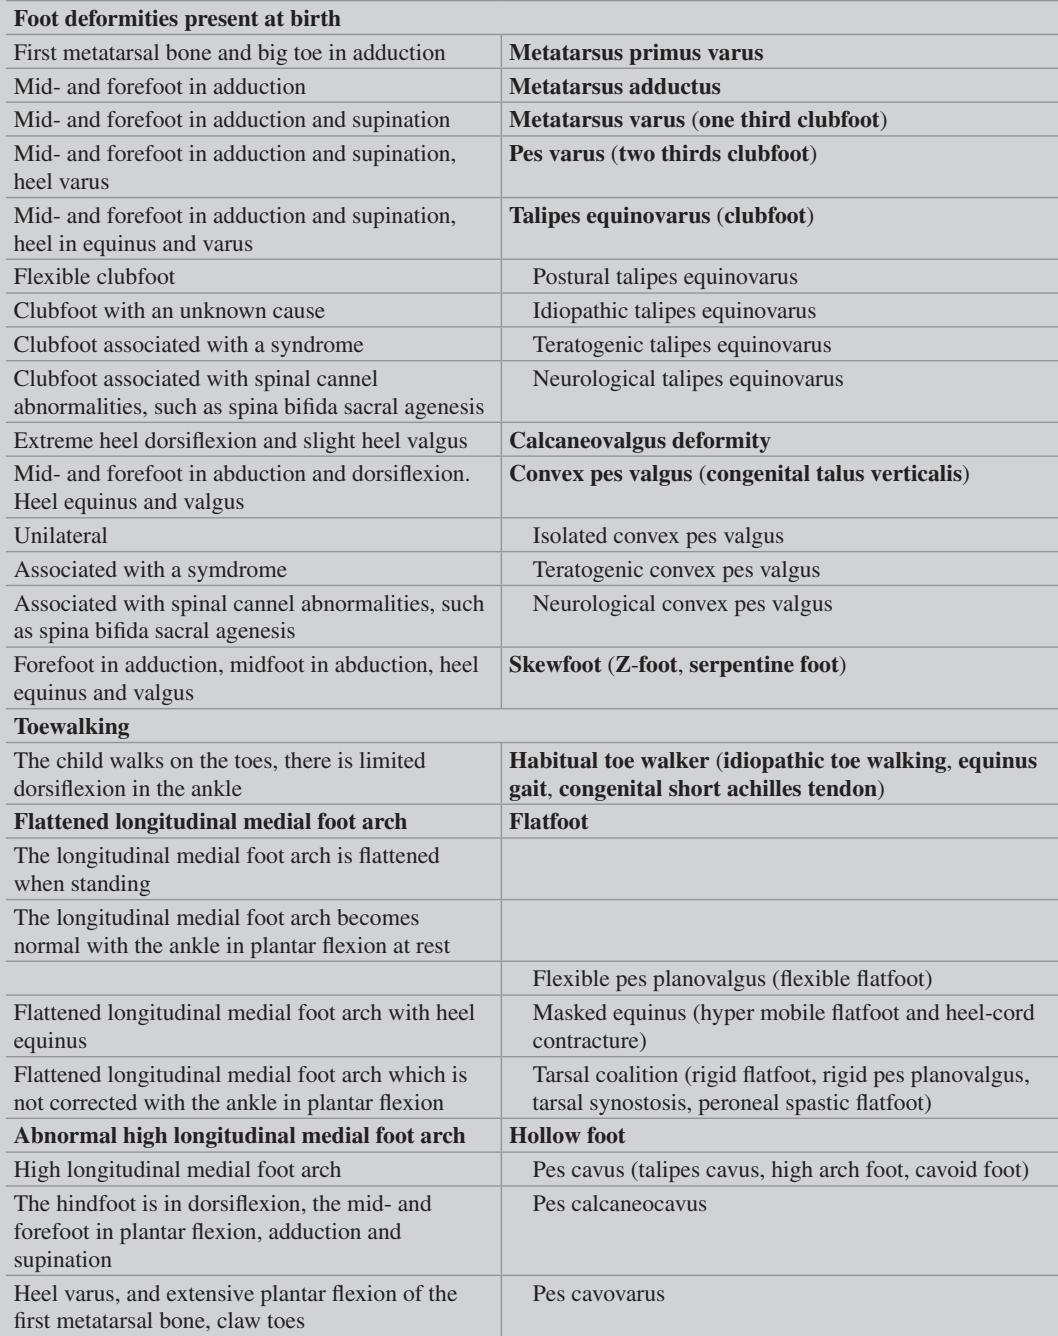 Foot deformities present at birth
First metatarsal bone and big toe in adduction Metatarsus primus varus
Mid- and forefoot in adduction Metatarsus adductus
Mid- and forefoot in adduction and supination Metatarsus varus (one third clubfoot)
Mid- and forefoot in adduction and supination, Pes varus (two thirds clubfoot)
heel varus
Mid- and forefoot in adduction and supination, Talipes equinovarus (clubfoot)
heel in equinus and varus
Flexible clubfoot Postural talipes equinovarus
Clubfoot with an unknown cause Idiopathic talipes equinovarus
Clubfoot associated with a syndrome Teratogenic talipes equinovarus
Clubfoot associated with spinal cannel Neurological talipes equinovarus
abnormalities, such as spina bifida sacral agenesis
Extreme heel dorsiflexion and slight heel valgus Calcaneovalgus deformity
Mid- and forefoot in abduction and dorsiflexion. Convex pes valgus (congenital talus verticalis)
Heel equinus and valgus
Unilateral Isolated convex pes valgus
Associated with a symdrome Teratogenic convex pes valgus
Associated with spinal cannel abnormalities, such Neurological convex pes valgus
as spina bifida sacral agenesis
Forefoot in adduction, midfoot in abduction, heel Skewfoot (Z-foot, serpentine foot)
equinus and valgus
Toewalking
The child walks on the toes, there is limited Habitual toe walker (idiopathic toe walking, equinus
dorsiflexion in the ankle gait, congenital short achilles tendon)
Flattened longitudinal medial foot arch Flatfoot
The longitudinal medial foot arch is flattened
when standing
The longitudinal medial foot arch becomes
normal with the ankle in plantar flexion at rest
Flexible pes planovalgus (flexible flatfoot)
Flattened longitudinal medial foot arch with heel Masked equinus (hyper mobile flatfoot and heel-cord
equinus contracture)
Flattened longitudinal medial foot arch which is Tarsal coalition (rigid flatfoot, rigid pes planovalgus,
not corrected with the ankle in plantar flexion tarsal synostosis, peroneal spastic flatfoot)
Abnormal high longitudinal medial foot arch Hollow foot
High longitudinal medial foot arch Pes cavus (talipes cavus, high arch foot, cavoid foot)
The hindfoot is in dorsiflexion, the mid- and Pes calcaneocavus
forefoot in plantar flexion, adduction and
supination
Heel varus, and extensive plantar flexion of the Pes cavovarus
first metatarsal bone, claw toes